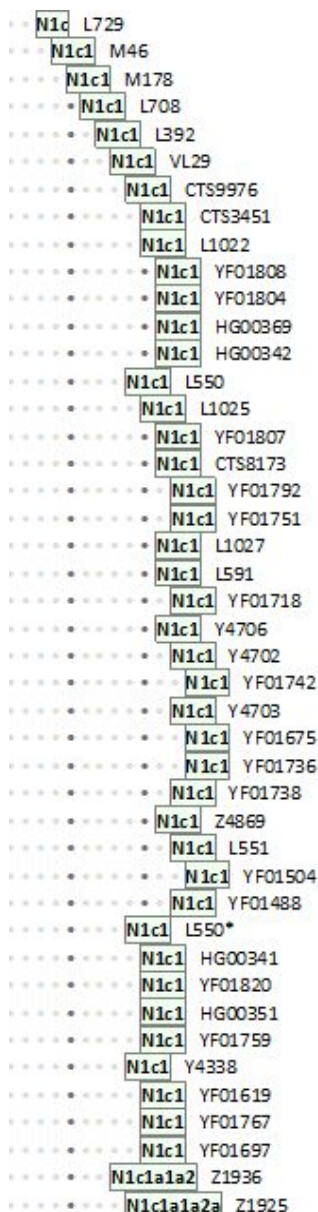 N1c L729
N1c1 M46
N1c1 M178
N1c1 L708
N1c1 L392
N1c1 VL29
N1c1 CTS9976
N1c1 CTS3451
N1c1 L1022
N1c1 YF01808
N1c1 YF01804
N1c1 HG00369
N1c1 HG00342
N1c1 L550
N1c1 L1025
N1c1 YF01807
N1c1 CTS8173
N1c1 YF01792
N1c1 YF01751
N1c1 L1027
N1c1 L591
N1c1 YF01718
N1c1 Y4706
N1c1 Y4702
N1c1 YF01742
N1c1 Y4703
N1c1 YF01675
N1c1 YF01736
N1c1 YF01738
N1c1 Z4869
N1c1 L551
N1c1 YF01504
N1c1 YF01488
N1c1 L550*
N1c1 HG00341
N1c1 YF01820
N1c1 HG00351
N1c1 YF01759
N1c1 Y4338
N1c1 YF01619
N1c1 YF01767
N1c1 YF01697
N1c1a1a2 Z1936
N1c1a1a2a Z1925